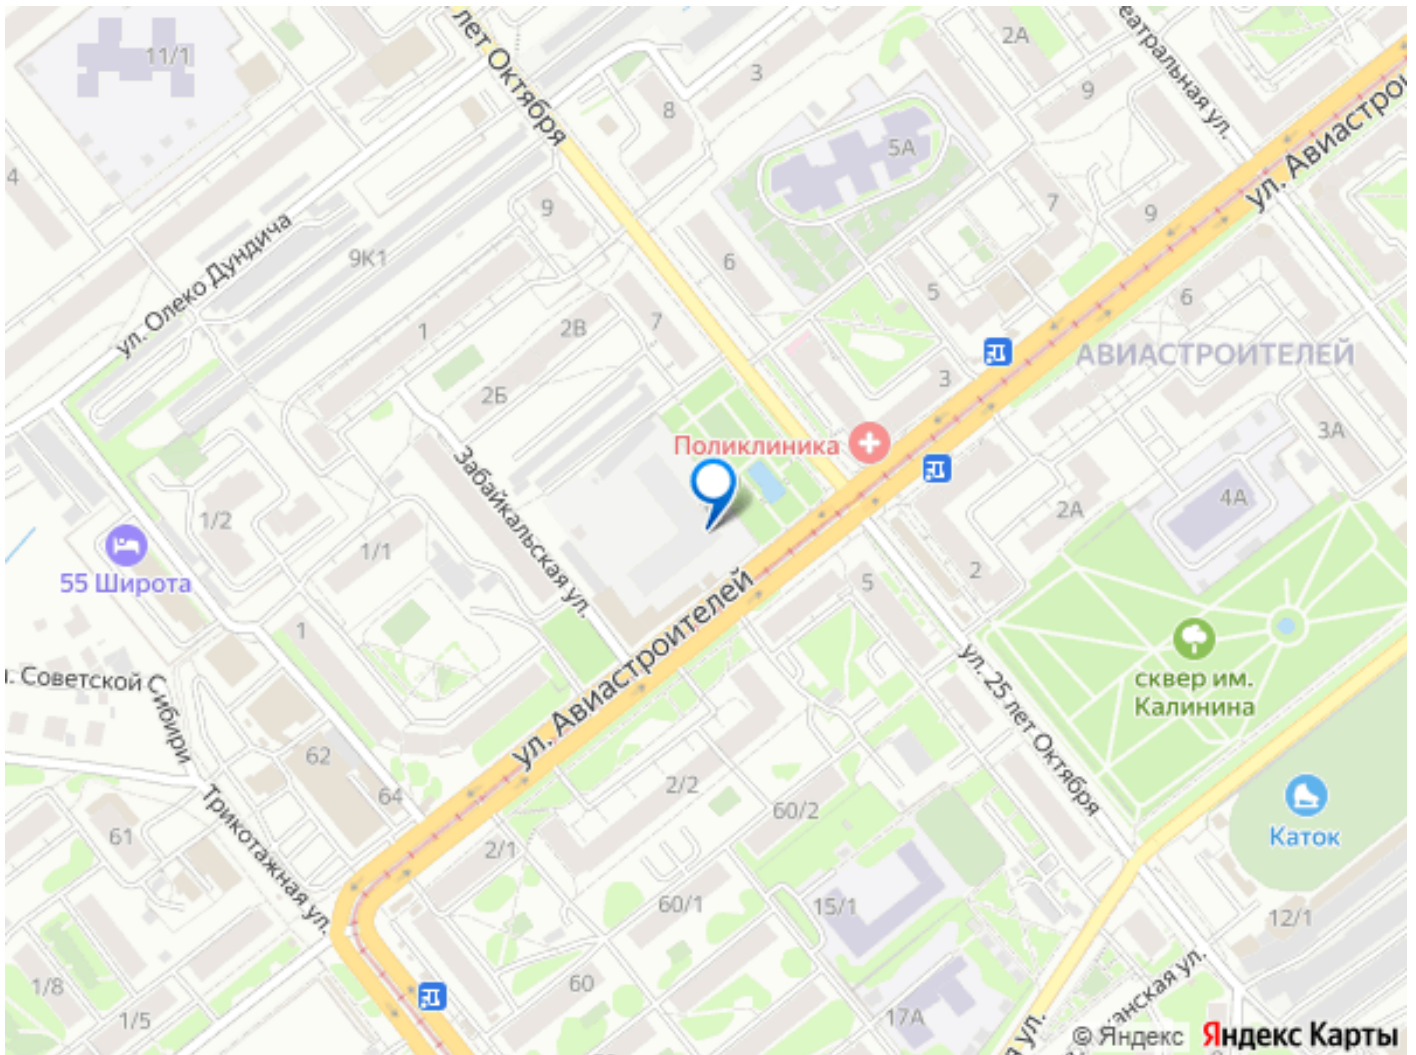 11/1
лет Октября
2А
3
8
9
еатральная ул.
5А
4
9
7
9
ул. Авиастрои
ул. Олеко Дундича
9К1
6
5
6
1
2В
7
АВИАСТРОИТЕЛЕЙ
3
2Б
Поликлиника
3А
Забайкальская ул.
4А
1/2
2А
1/1
55 Широта
5
2
1
ул. Авиастроителей
ул. 25 лет Октября
сквер им.
Калинина
Советской Сибири
62
64
2/2
60/2
Каток
61
Трикотажная ул.
2/1
60/1
15/1
12/1
1/8
60
1/5
17А
анская ул.
я ул.
© Яндекс Яндекс Карты